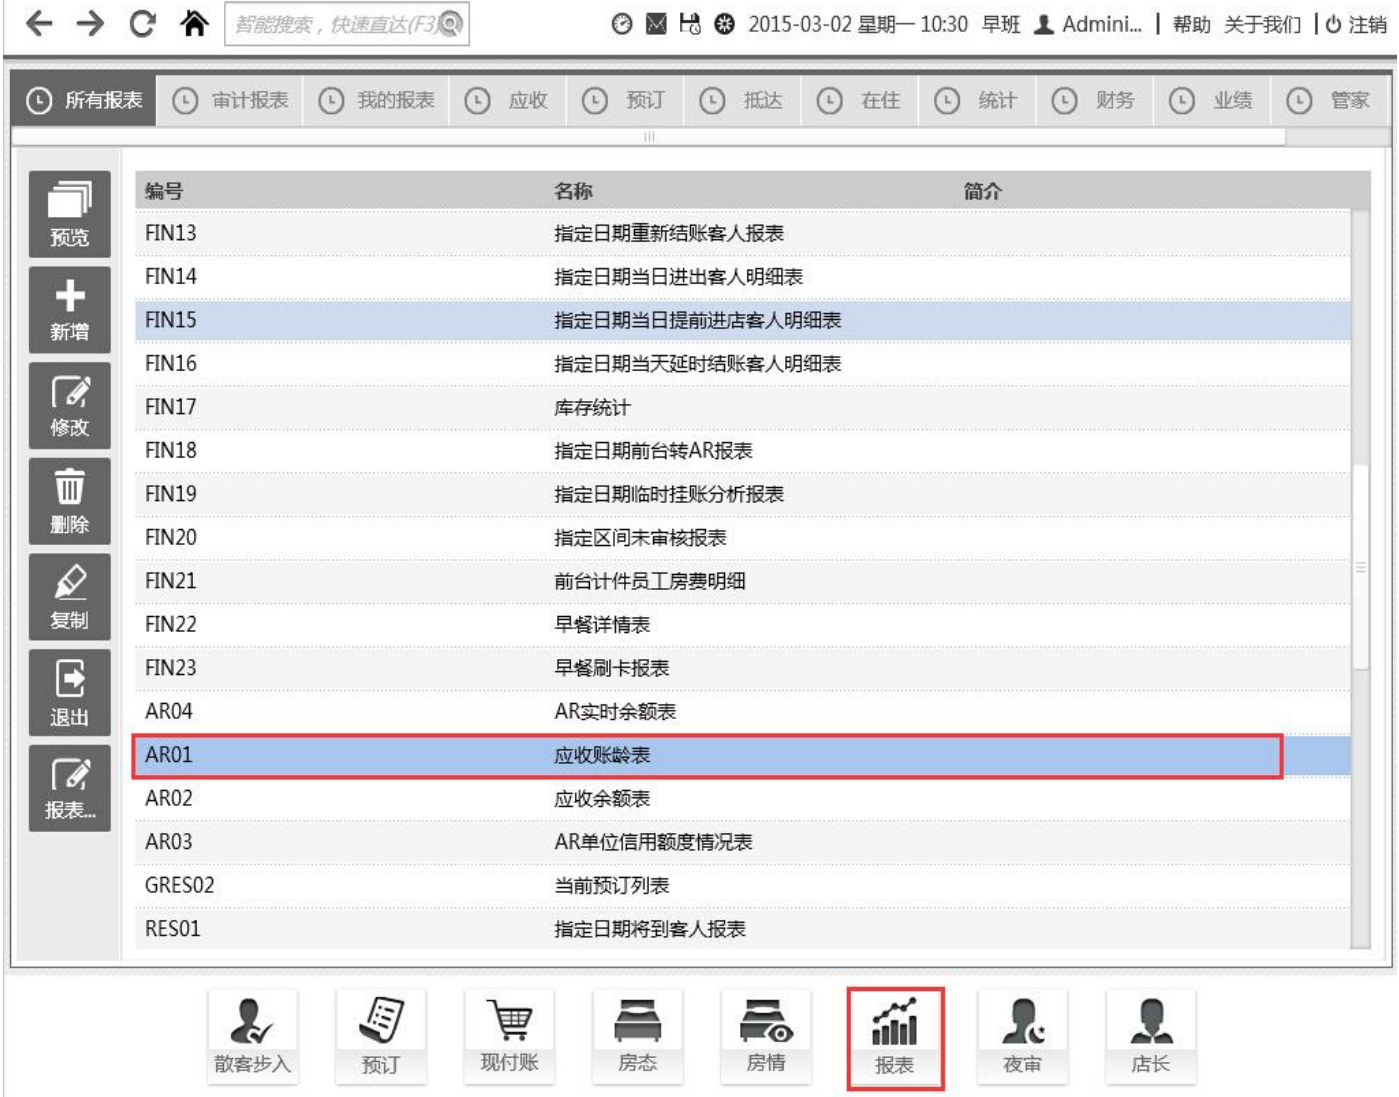 智能搜索，快速直达(F3) 2015-03-02 星期一 10:30 早班 Admini... | 帮助 关于我们 | 注销
所有报表 审计报表 我的报表 应收 预订 抵达 在住 统计 财务 业绩 管家
预览
新增
修改
删除
复制
退出
报表...
编号 名称 简介
FIN13 指定日期重新结账客人报表
FIN14 指定日期当日进出客人明细表
FIN15 指定日期当日提前进店客人明细表
FIN16 指定日期当天延时结账客人明细表
FIN17 库存统计
FIN18 指定日期前台转AR报表
FIN19 指定日期临时挂账分析报表
FIN20 指定区间未审核报表
FIN21 前台计件员工房费明细
FIN22 早餐详情表
FIN23 早餐刷卡报表
AR04 AR实时余额表
AR01 应收账龄表
AR02 应收余额表
AR03 AR单位信用额度情况表
GRES02 当前预订列表
RES01 指定日期将到客人报表
散客步入 预订 现付账 房态 房情 报表 夜审 店长